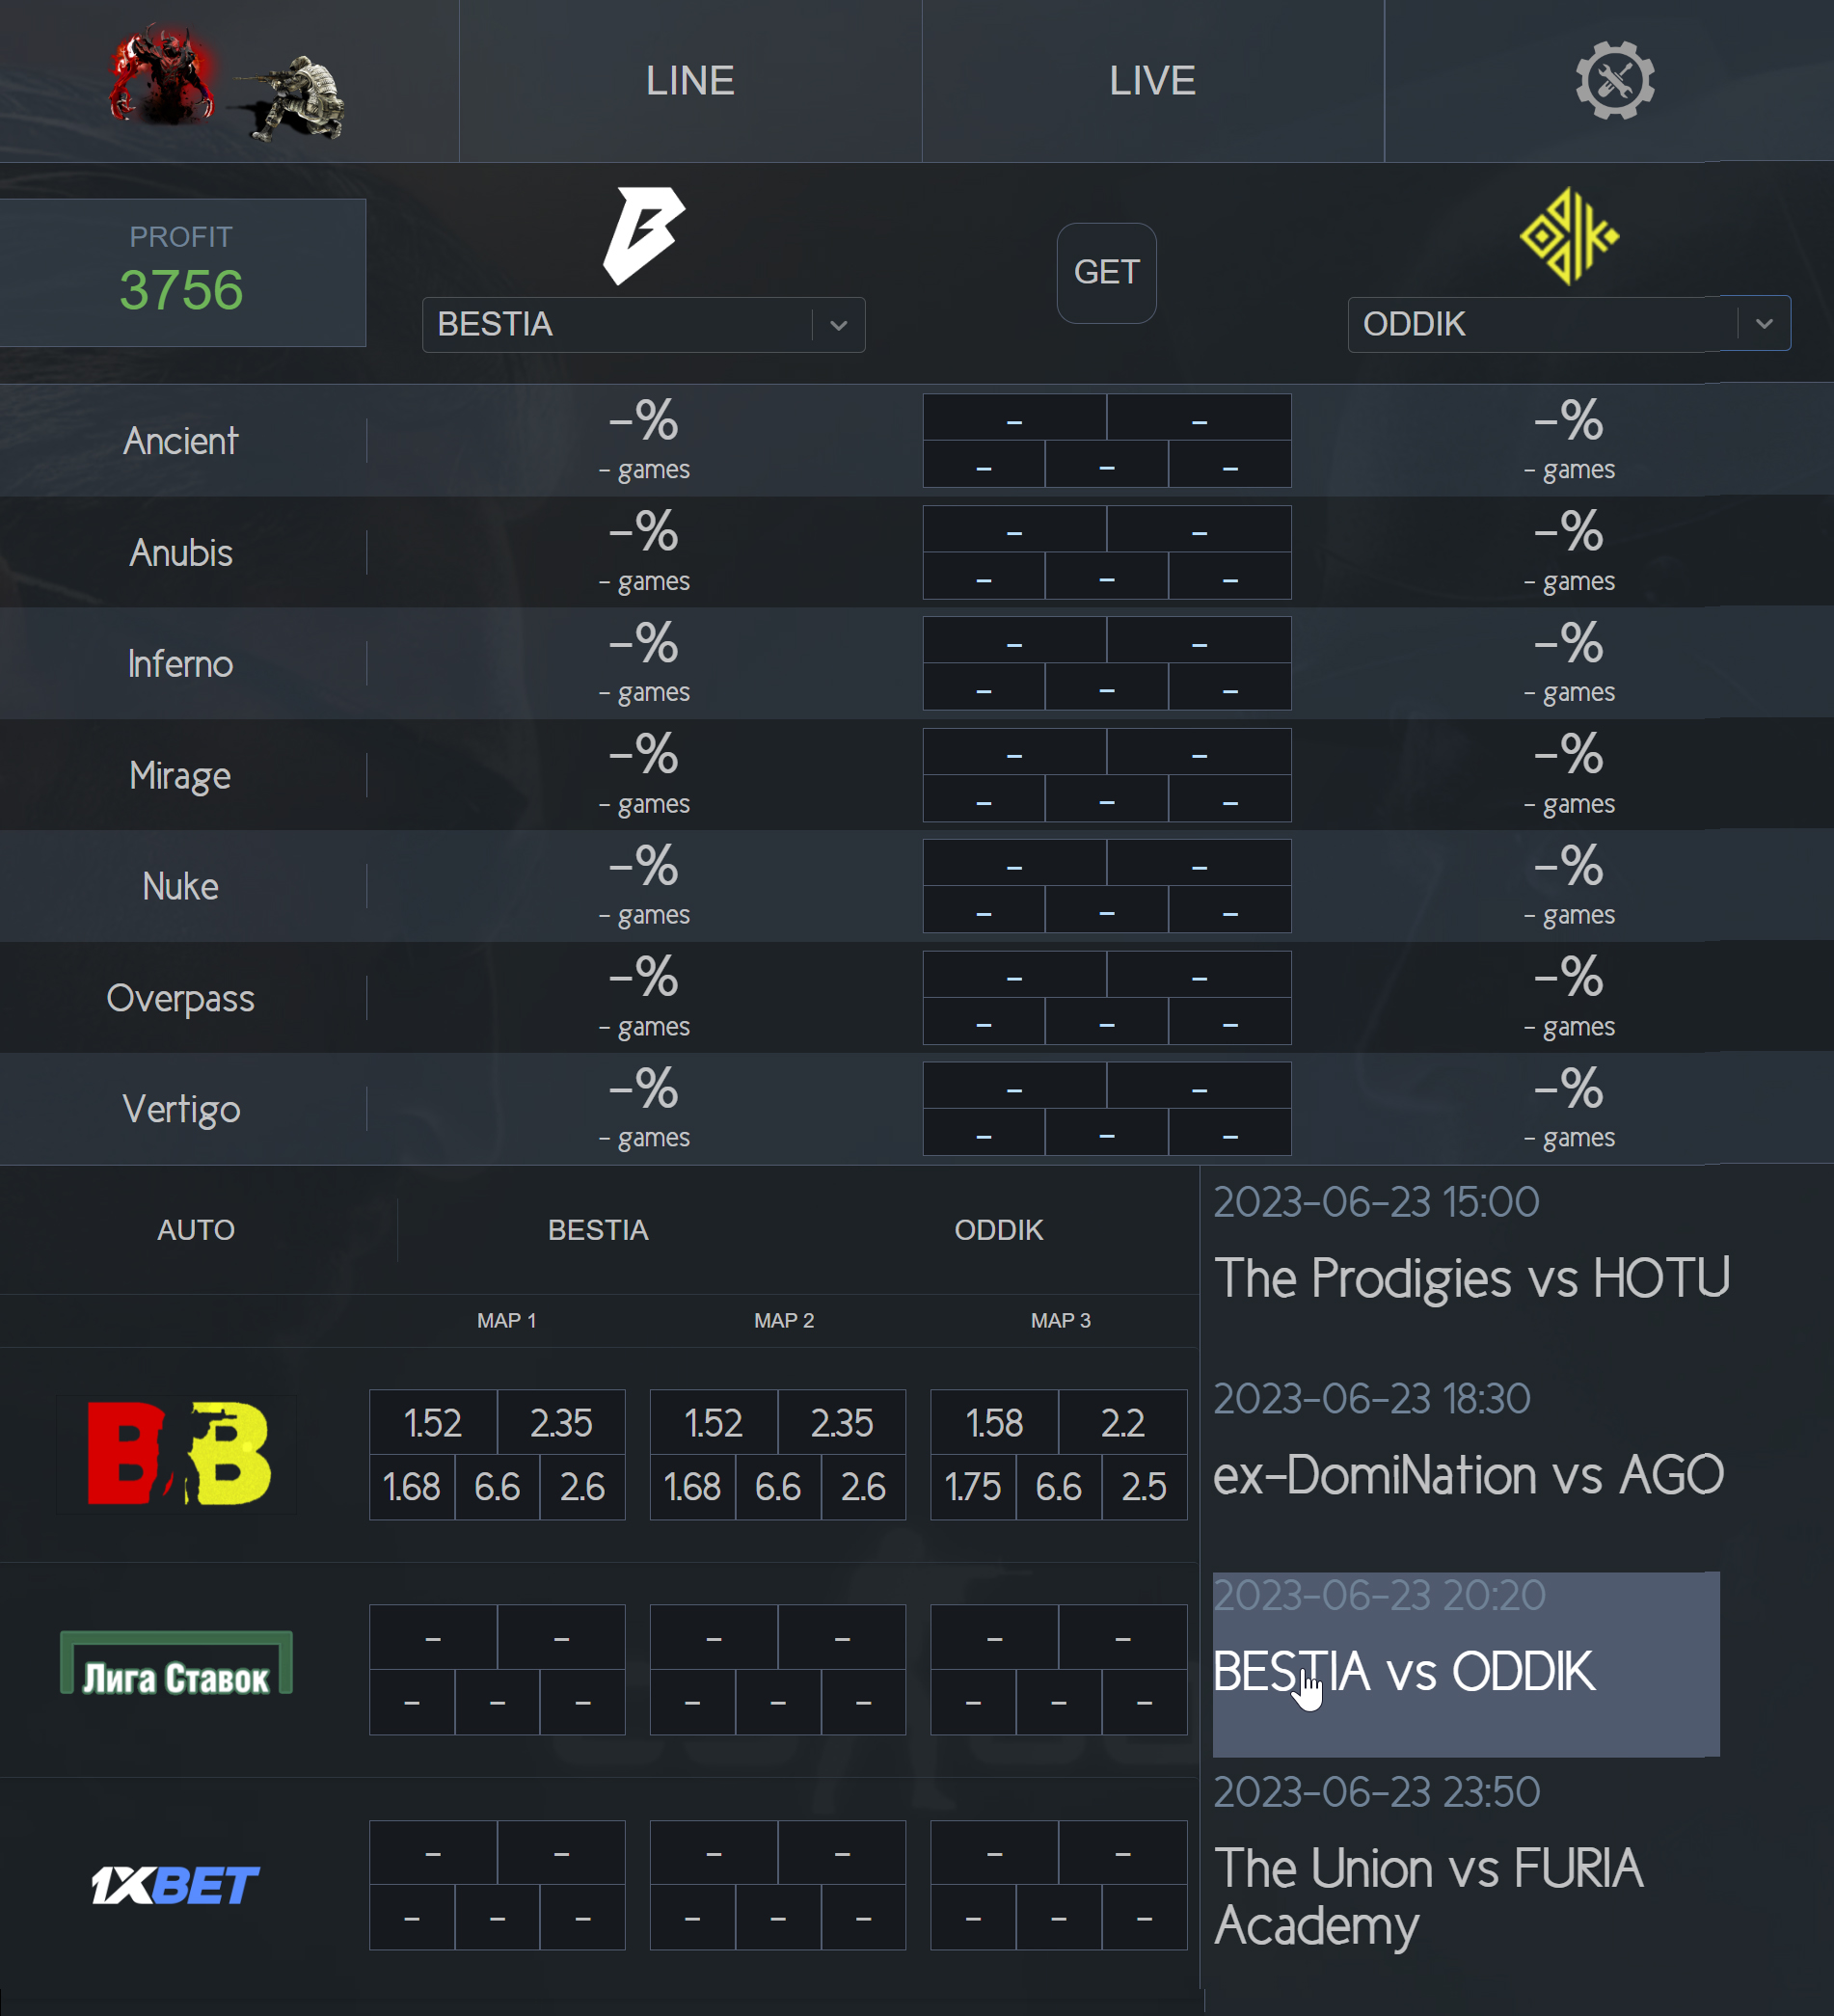 LINE
LIVE
PROFIT
3756
BESTIA
GET
ODDIK
Ancient
-%
- games
- -
- - -
-%
- games
Anubis
-%
- games
- -
- - -
-%
- games
Inferno
-%
- games
- -
- - -
-%
- games
Mirage
-%
- games
- -
- - -
-%
- games
Nuke
-%
- games
- -
- - -
-%
- games
Overpass
-%
- games
- -
- - -
-%
- games
Vertigo
-%
- games
- -
- - -
-%
- games
AUTO BESTIA ODDIK
MAP 1 MAP 2 MAP 3
BB
1.52 2.35 1.52 2.35 1.58 2.2
1.68 6.6 2.6 1.68 6.6 2.6 1.75 6.6 2.5
Лига Ставок
- - - - - -
- - - - - - - - -
1XBET
- - - - - -
- - - - - - - - -
2023-06-23 15:00
The Prodigies vs HOTU
2023-06-23 18:30
ex-DomiNation vs AGO
2023-06-23 20:20
BESTIA vs ODDIK
2023-06-23 23:50
The Union vs FURIA
Academy